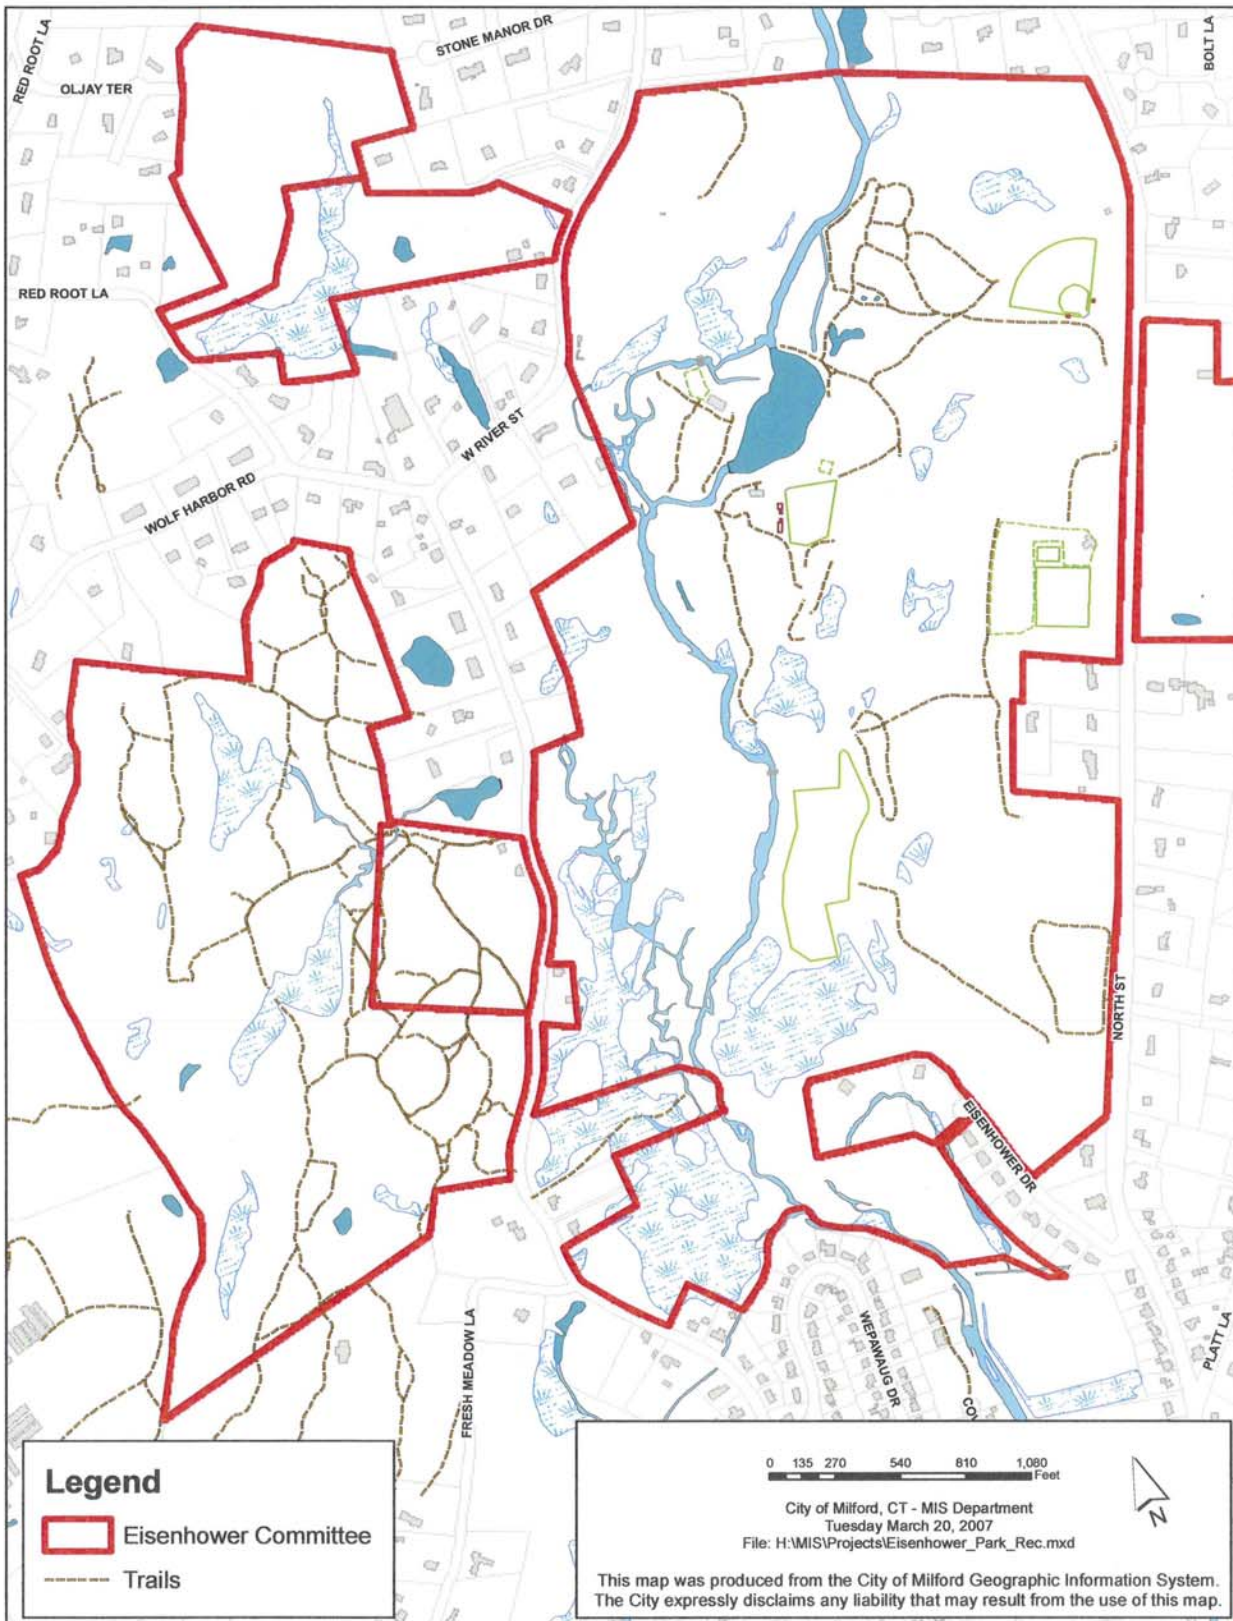 RED ROOT LA
OLJAY TER
STONE MANOR DR
BOLT LA
RED ROOT LA
W RIVER ST
WOLF HARBOR RD
NORTH ST
EISENHOWER DR
FRESH MEADOW LA
WEPAWAUG DR
PLATT LA
Legend
Eisenhower Committee
Trails
0 135 270 540 810 1,080
Feet
N
City of Milford, CT - MIS Department
Tuesday March 20, 2007
File: H:\MIS\Projects\Eisenhower_Park_Rec.mxd
This map was produced from the City of Milford Geographic Information System.
The City expressly disclaims any liability that may result from the use of this map.